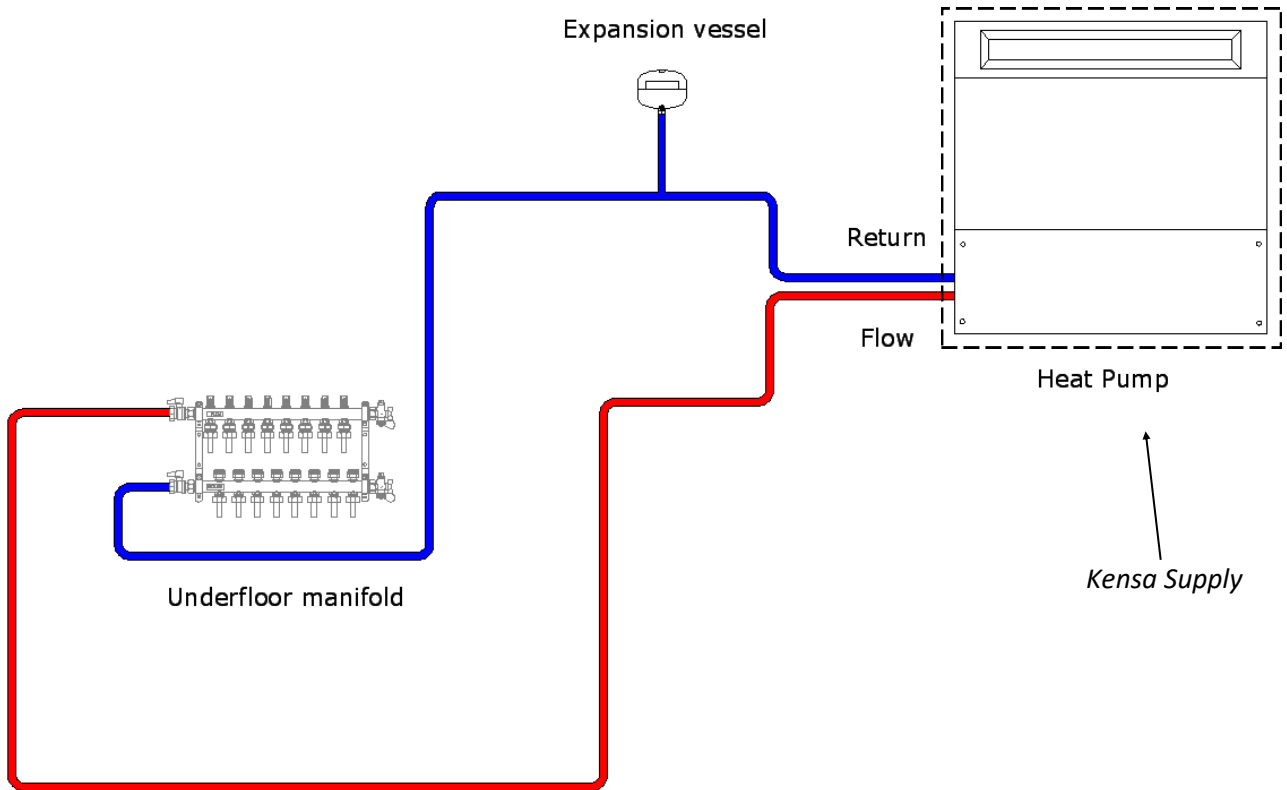 Expansion vessel
Return
Flow
Heat Pump
Kensa Supply
Underfloor manifold